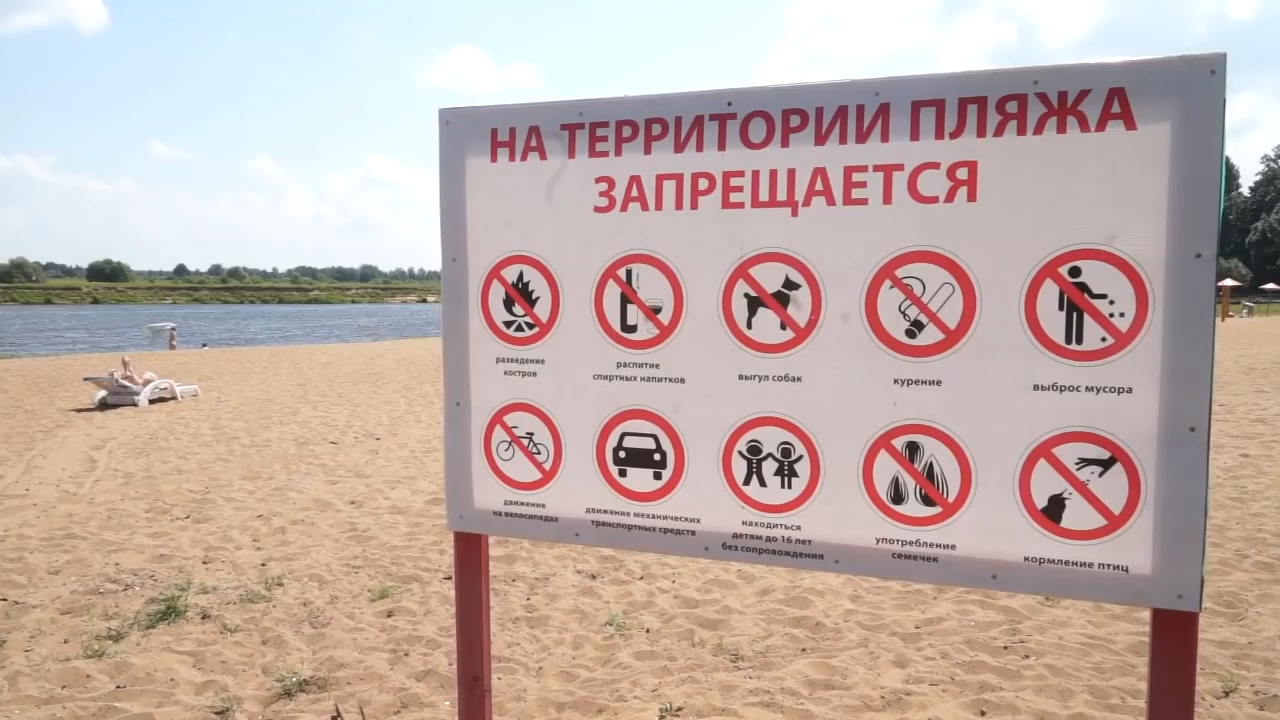 НА ТЕРРИТОРИИ ПЛЯЖА
ЗАПРЕЩАЕТСЯ
разведение
костров
распитие
спиртных напитков
выгул собак
курение
выброс мусора
движение
на велосипедах
движение механических
транспортных средств
находиться
детям до 16 лет
без сопровождения
употребление
семечек
кормление птиц